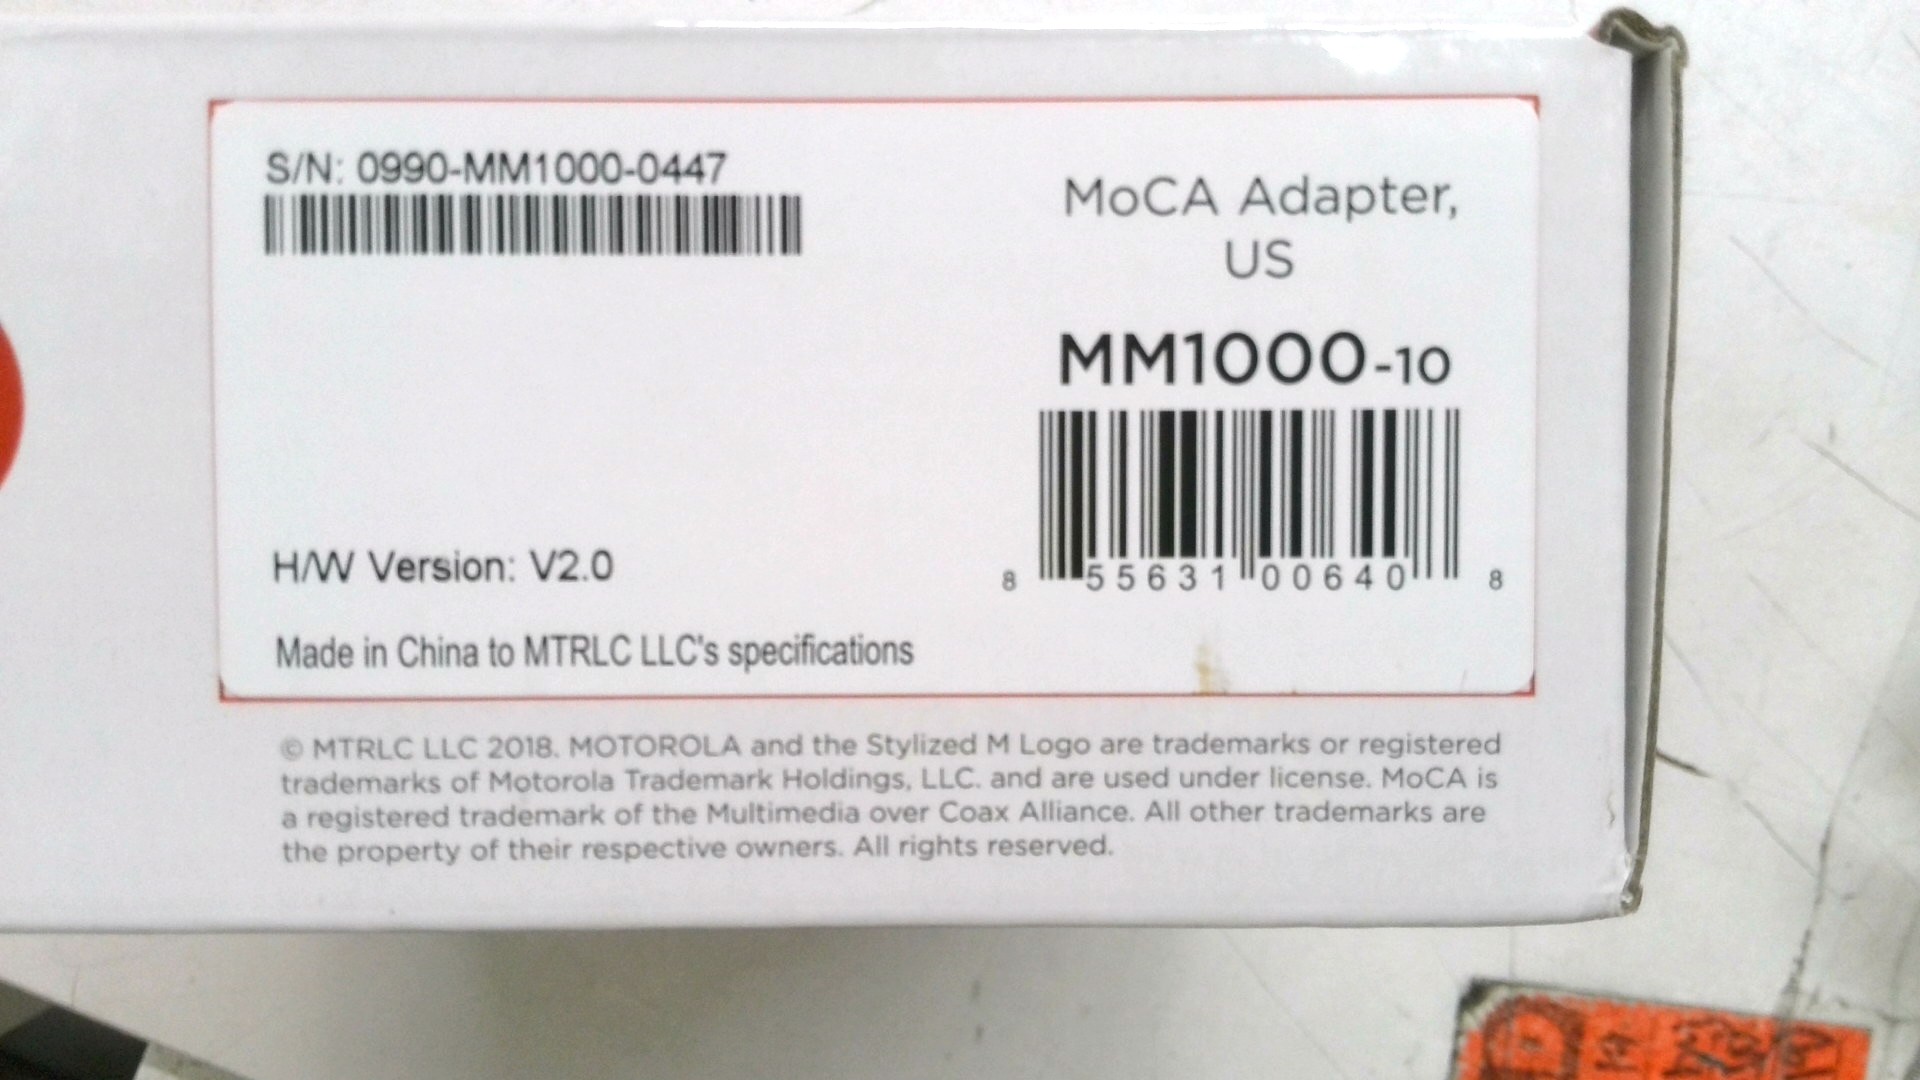 S/N: 0990-MM1000-0447
MoCA Adapter,
US
MM1000-10
8 55631 00640 8
H/W Version: V2.0
Made in China to MTRLC LLC's specifications
© MTRLC LLC 2018. MOTOROLA and the Stylized M Logo are trademarks or registered
trademarks of Motorola Trademark Holdings, LLC. and are used under license. MoCA is
a registered trademark of the Multimedia over Coax Alliance. All other trademarks are
the property of their respective owners. All rights reserved.